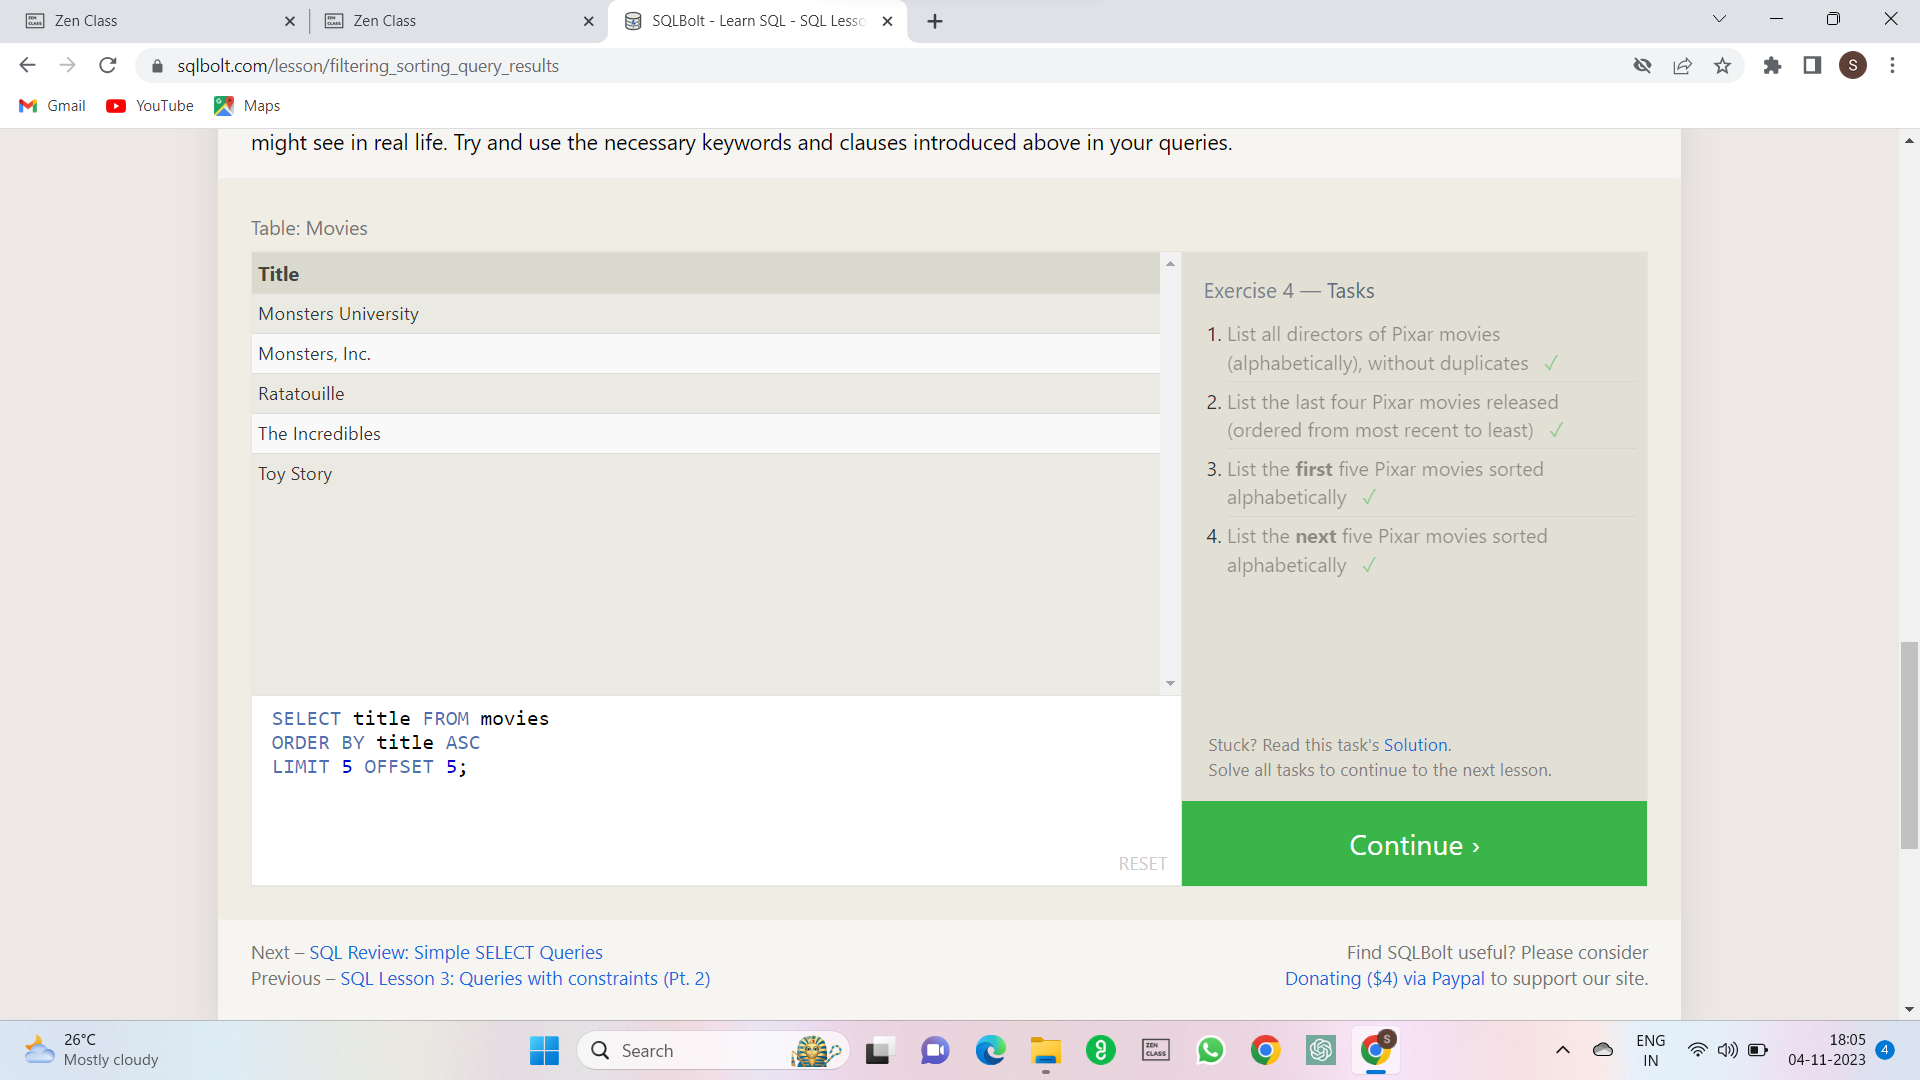 Zen Class
Zen Class
SQLBolt - Learn SQL - SQL Lesso
sqlbolt.com/lesson/filtering_sorting_query_results
S
Gmail
YouTube
Maps
might see in real life. Try and use the necessary keywords and clauses introduced above in your queries.
Table: Movies
Title
Monsters University
Monsters, Inc.
Ratatouille
The Incredibles
Toy Story
Exercise 4 — Tasks
1. List all directors of Pixar movies
(alphabetically), without duplicates ✓
2. List the last four Pixar movies released
(ordered from most recent to least) ✓
3. List the first five Pixar movies sorted
alphabetically ✓
4. List the next five Pixar movies sorted
alphabetically ✓
SELECT title FROM movies
ORDER BY title ASC
LIMIT 5 OFFSET 5;
RESET
Stuck? Read this task's Solution.
Solve all tasks to continue to the next lesson.
Continue ›
Next – SQL Review: Simple SELECT Queries
Previous – SQL Lesson 3: Queries with constraints (Pt. 2)
Find SQLBolt useful? Please consider
Donating ($4) via Paypal to support our site.
26°C
Mostly cloudy
Search
ZEN
CLASS
S
ENG
IN
18:05
04-11-2023
4